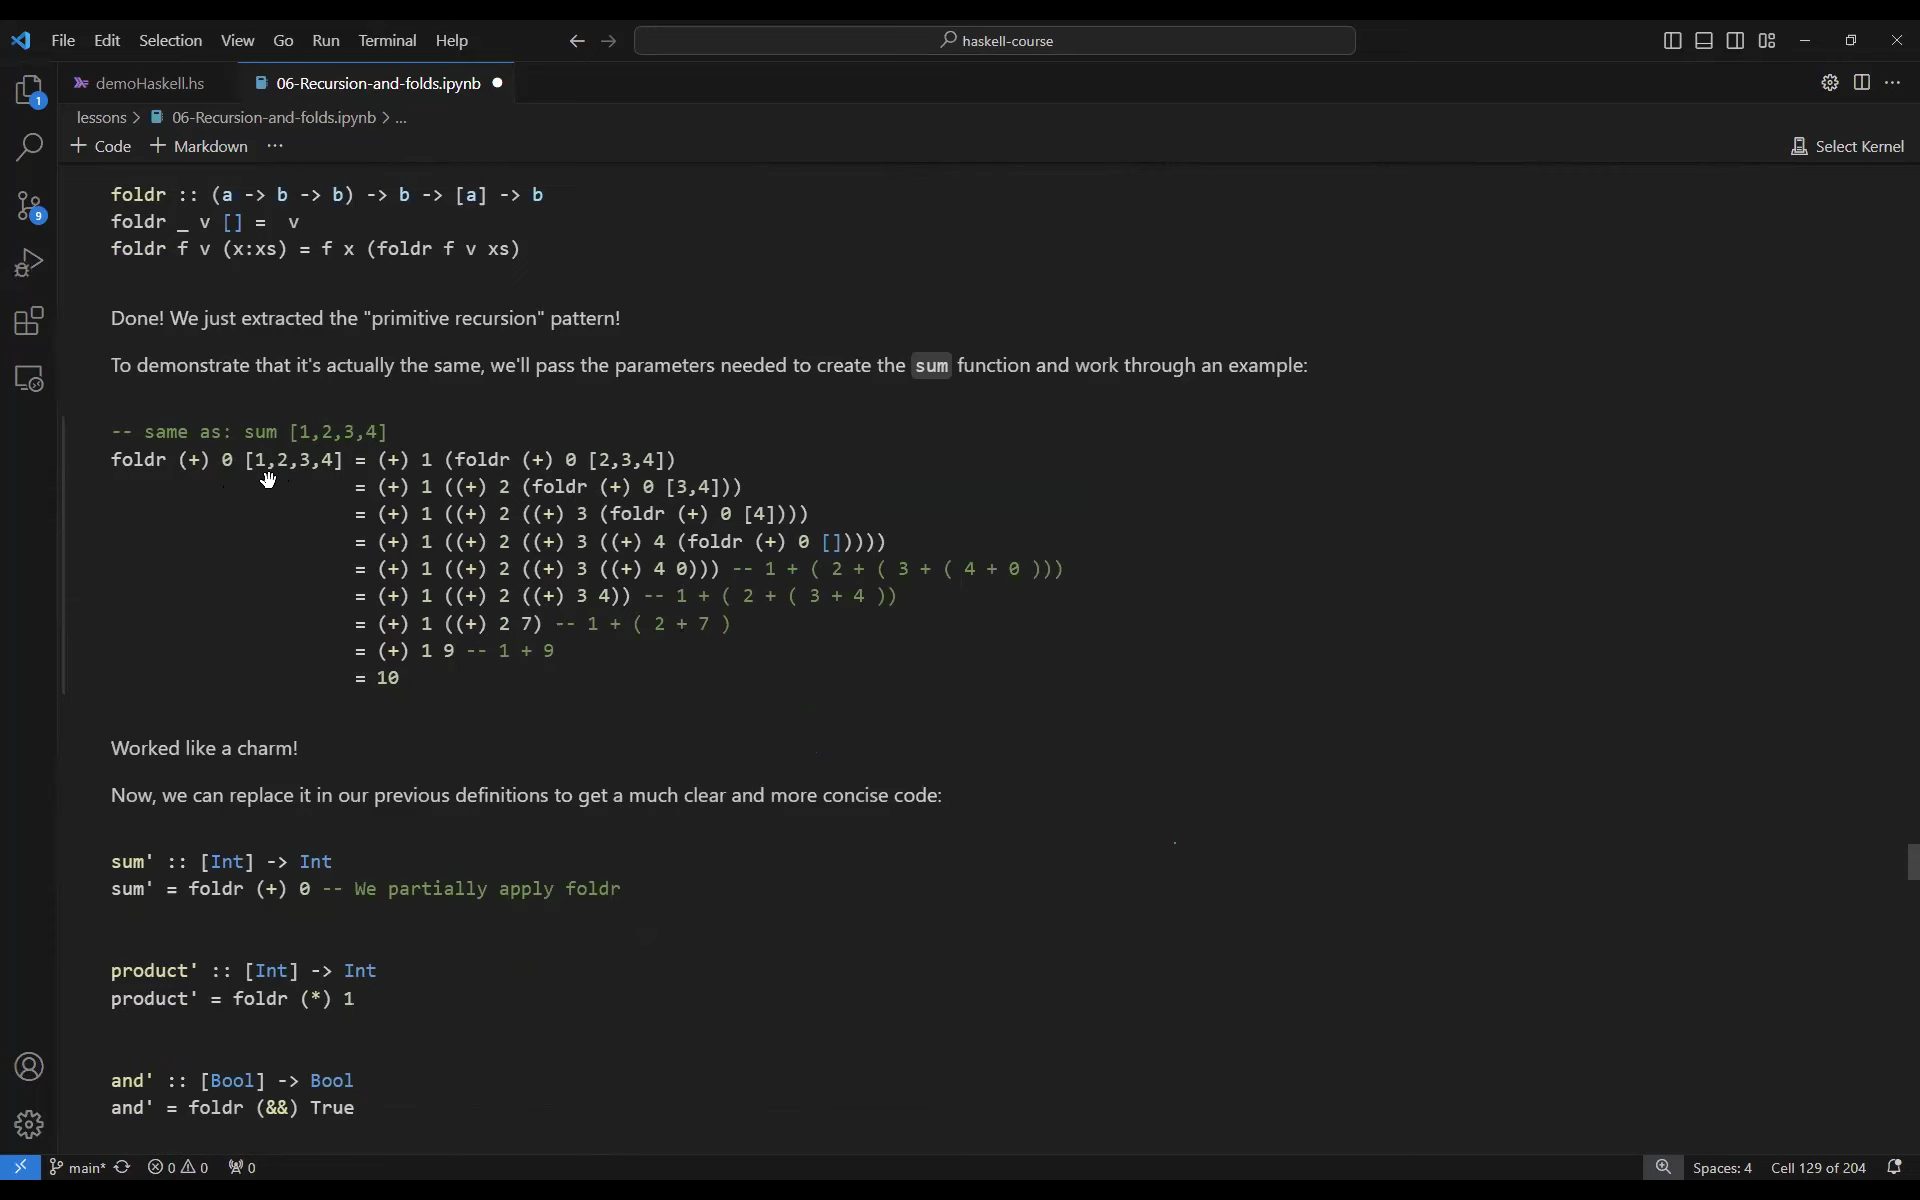 File Edit Selection View Go Run Terminal Help
haskell-course
demoHaskell.hs
06-Recursion-and-folds.ipynb
lessons > 06-Recursion-and-folds.ipynb > ...
+ Code + Markdown ...
Select Kernel
foldr :: (a -> b -> b) -> b -> [a] -> b
foldr _ v [] =  v
foldr f v (x:xs) = f x (foldr f v xs)
Done! We just extracted the "primitive recursion" pattern!
To demonstrate that it's actually the same, we'll pass the parameters needed to create the sum function and work through an example:
-- same as: sum [1,2,3,4]
foldr (+) 0 [1,2,3,4] = (+) 1 (foldr (+) 0 [2,3,4])
= (+) 1 ((+) 2 (foldr (+) 0 [3,4]))
= (+) 1 ((+) 2 ((+) 3 (foldr (+) 0 [4])))
= (+) 1 ((+) 2 ((+) 3 ((+) 4 (foldr (+) 0 []))))
= (+) 1 ((+) 2 ((+) 3 ((+) 4 0))) -- 1 + ( 2 + ( 3 + ( 4 + 0 )))
= (+) 1 ((+) 2 ((+) 3 4)) -- 1 + ( 2 + ( 3 + 4 ))
= (+) 1 ((+) 2 7) -- 1 + ( 2 + 7 )
= (+) 1 9 -- 1 + 9
= 10
Worked like a charm!
Now, we can replace it in our previous definitions to get a much clear and more concise code:
sum' :: [Int] -> Int
sum' = foldr (+) 0 -- We partially apply foldr
product' :: [Int] -> Int
product' = foldr (*) 1
and' :: [Bool] -> Bool
and' = foldr (&&) True
1
9
main* 0 0 0
Spaces: 4 Cell 129 of 204